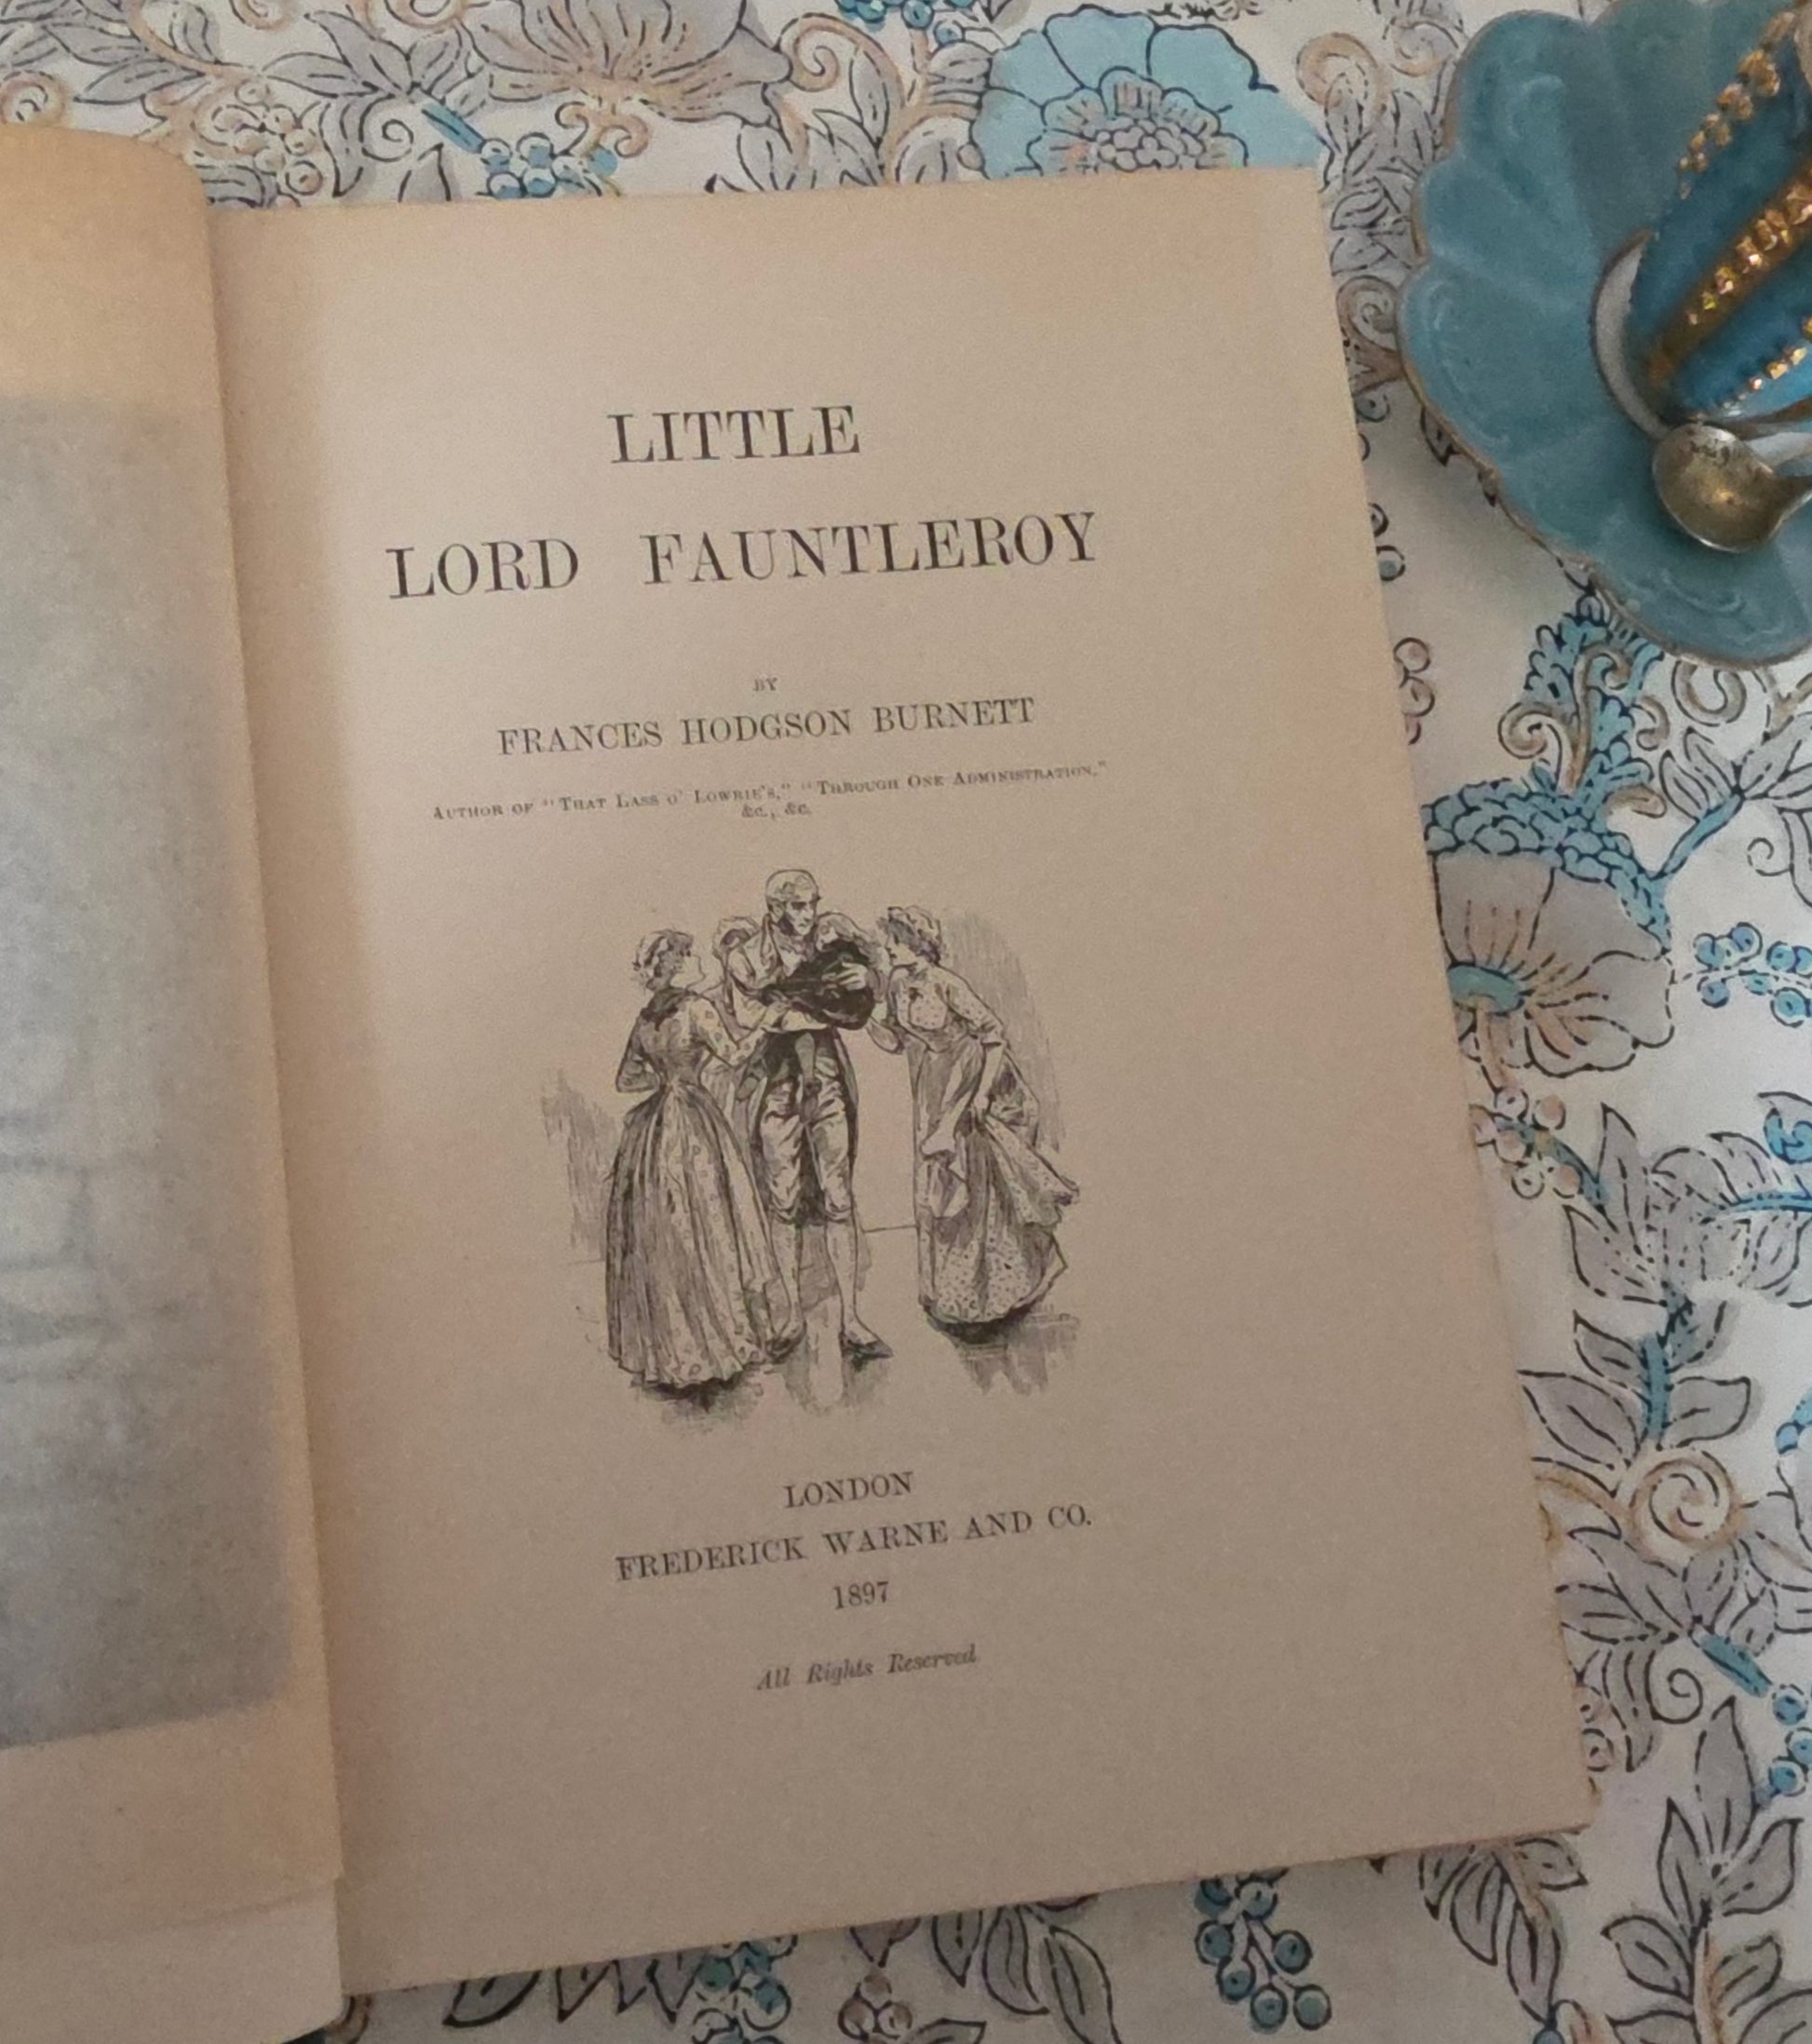 LITTLE
LORD FAUNTLEROY
BY
FRANCES HODGSON BURNETT
AUTHOR OF "THAT LASS O' LOWRIE'S," "THROUGH ONE ADMINISTRATION,"
&C., &C.
LONDON
FREDERICK WARNE AND CO.
1897
All Rights Reserved